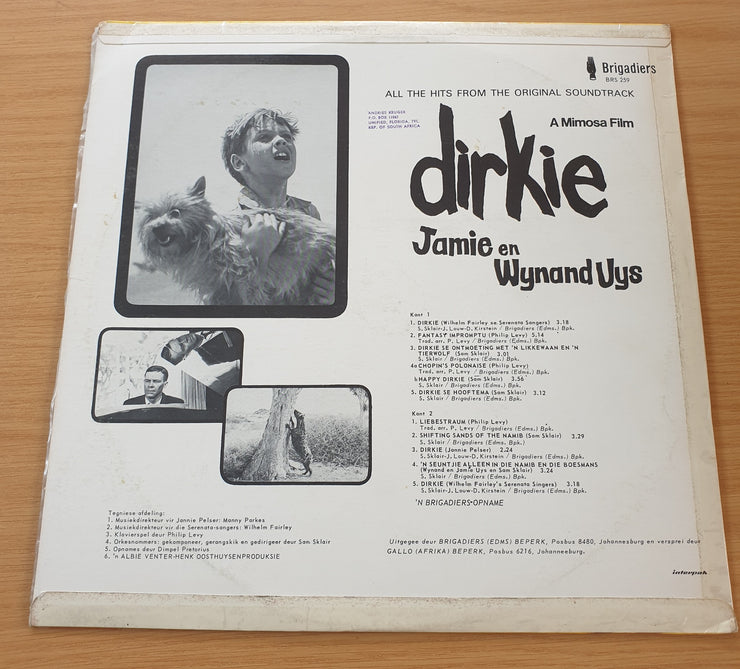 Brigadiers
BRS 259
ALL THE HITS FROM THE ORIGINAL SOUNDTRACK
A Mimosa Film
dirkie
Jamie en
Wynand Uys
ANDRIES KRUGER
P.O. BOX
UNIFIED, FLORIDA, TVL.
REP. OF SOUTH AFRICA
Kant 1
1. DIRKIE (Wilhelm Fairley se Serenata Sangers) 3.18
S. Sklair-J. Louw-D. Kirstein / Brigadiers (Edms.) Bpk.
2. FANTASY IMPROMPTU (Philip Levy) 5.14
Trad. arr. P. Levy / Brigadiers (Edms.) Bpk.
3. DIRKIE SE ONTMOETING MET 'N LIKKEWAAN EN 'N
TIERWOLF (Sam Sklair) 3.01
S. Sklair / Brigadiers (Edms.) Bpk.
4a CHOPIN'S POLONAISE (Philip Levy)
Trad. arr. P. Levy / Brigadiers (Edms.) Bpk.
b HAPPY DIRKIE (Sam Sklair) 3.56
S. Sklair / Brigadiers (Edms.) Bpk.
5. DIRKIE SE HOOFTEMA (Sam Sklair) 3.12
S. Sklair / Brigadiers (Edms.) Bpk.
Kant 2
1. LIEBESTRAUM (Philip Levy)
Trad. arr. P. Levy / Brigadiers (Edms.) Bpk.
2. SHIFTING SANDS OF THE NAMIB (Sam Sklair) 3.29
S. Sklair / Brigadiers (Edms.) Bpk.
3. DIRKIE (Jannie Pelser) 2.24
S. Sklair-J. Louw-D. Kirstein / Brigadiers (Edms.) Bpk.
4. 'N SEUNTJIE ALLEEN IN DIE NAMIB EN DIE BOESMANS
(Wynand en Jamie Uys en Sam Sklair) 3.24
S. Sklair / Brigadiers (Edms.) Bpk.
5. DIRKIE (Wilhelm Fairley's Serenata Singers) 3.18
S. Sklair-J. Louw-D. Kirstein / Brigadiers (Edms.) Bpk.
'N BRIGADIERS-OPNAME
Tegniese afdeling:
1. Musiekdirekteur vir Jannie Pelser: Manny Parkes
2. Musiekdirekteur vir die Serenata-sangers: Wilhelm Fairley
3. Klavierspel deur Philip Levy
4. Orkesnommers: gekomponeer, gerangskik en gedirigeer deur Sam Sklair
5. Opnames deur Dimpel Pretorius
6. 'n ALBIE VENTER-HENK OOSTHUYSENPRODUKSIE
Uitgegee deur BRIGADIERS (EDMS) BEPERK, Posbus 8480, Johannesburg en versprei deur
GALLO (AFRIKA) BEPERK, Posbus 6216, Johannesburg.
interpak